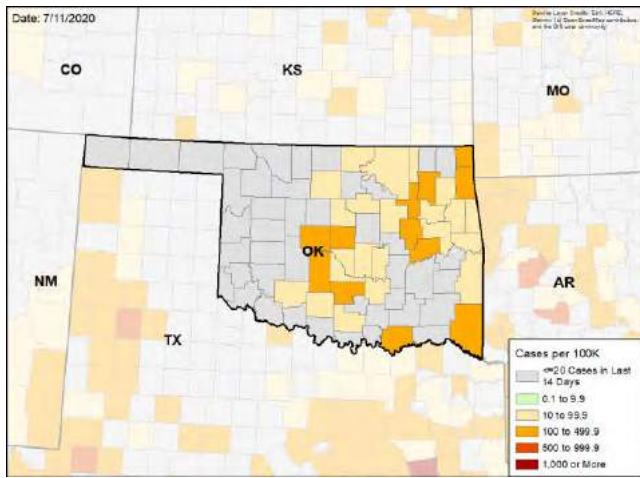 Date: 7/11/2020
CO
KS
MO
OK
NM
AR
TX
Cases per 100K
<=20 Cases in Last
14 Days
0.1 to 9.9
10 to 99.9
100 to 499.9
500 to 999.9
1,000 or More